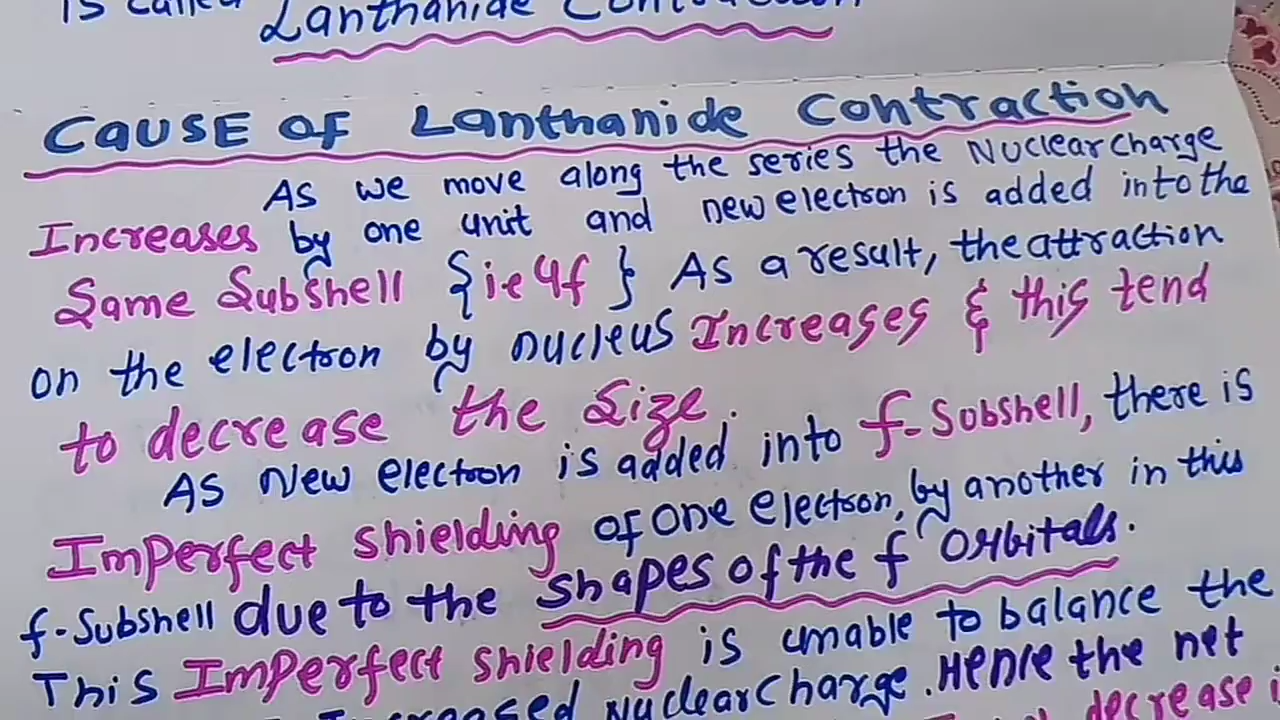 is called Lanthanide Contraction
CAUSE OF Lanthanide Contraction
As we move along the series the Nuclear Charge
Increases by one unit and new electron is added into the
Same Subshell {i.e 4f} As a result, the attraction
on the electron by nucleus Increases & this tend
to decrease the Size.
As New electron is added into f-Subshell, there is
Imperfect shielding of one electron, by another in this
f-Subshell due to the shapes of the f orbitals.
This Imperfect shielding is unable to balance the
Increased Nuclear Charge. Hence the net
decrease i